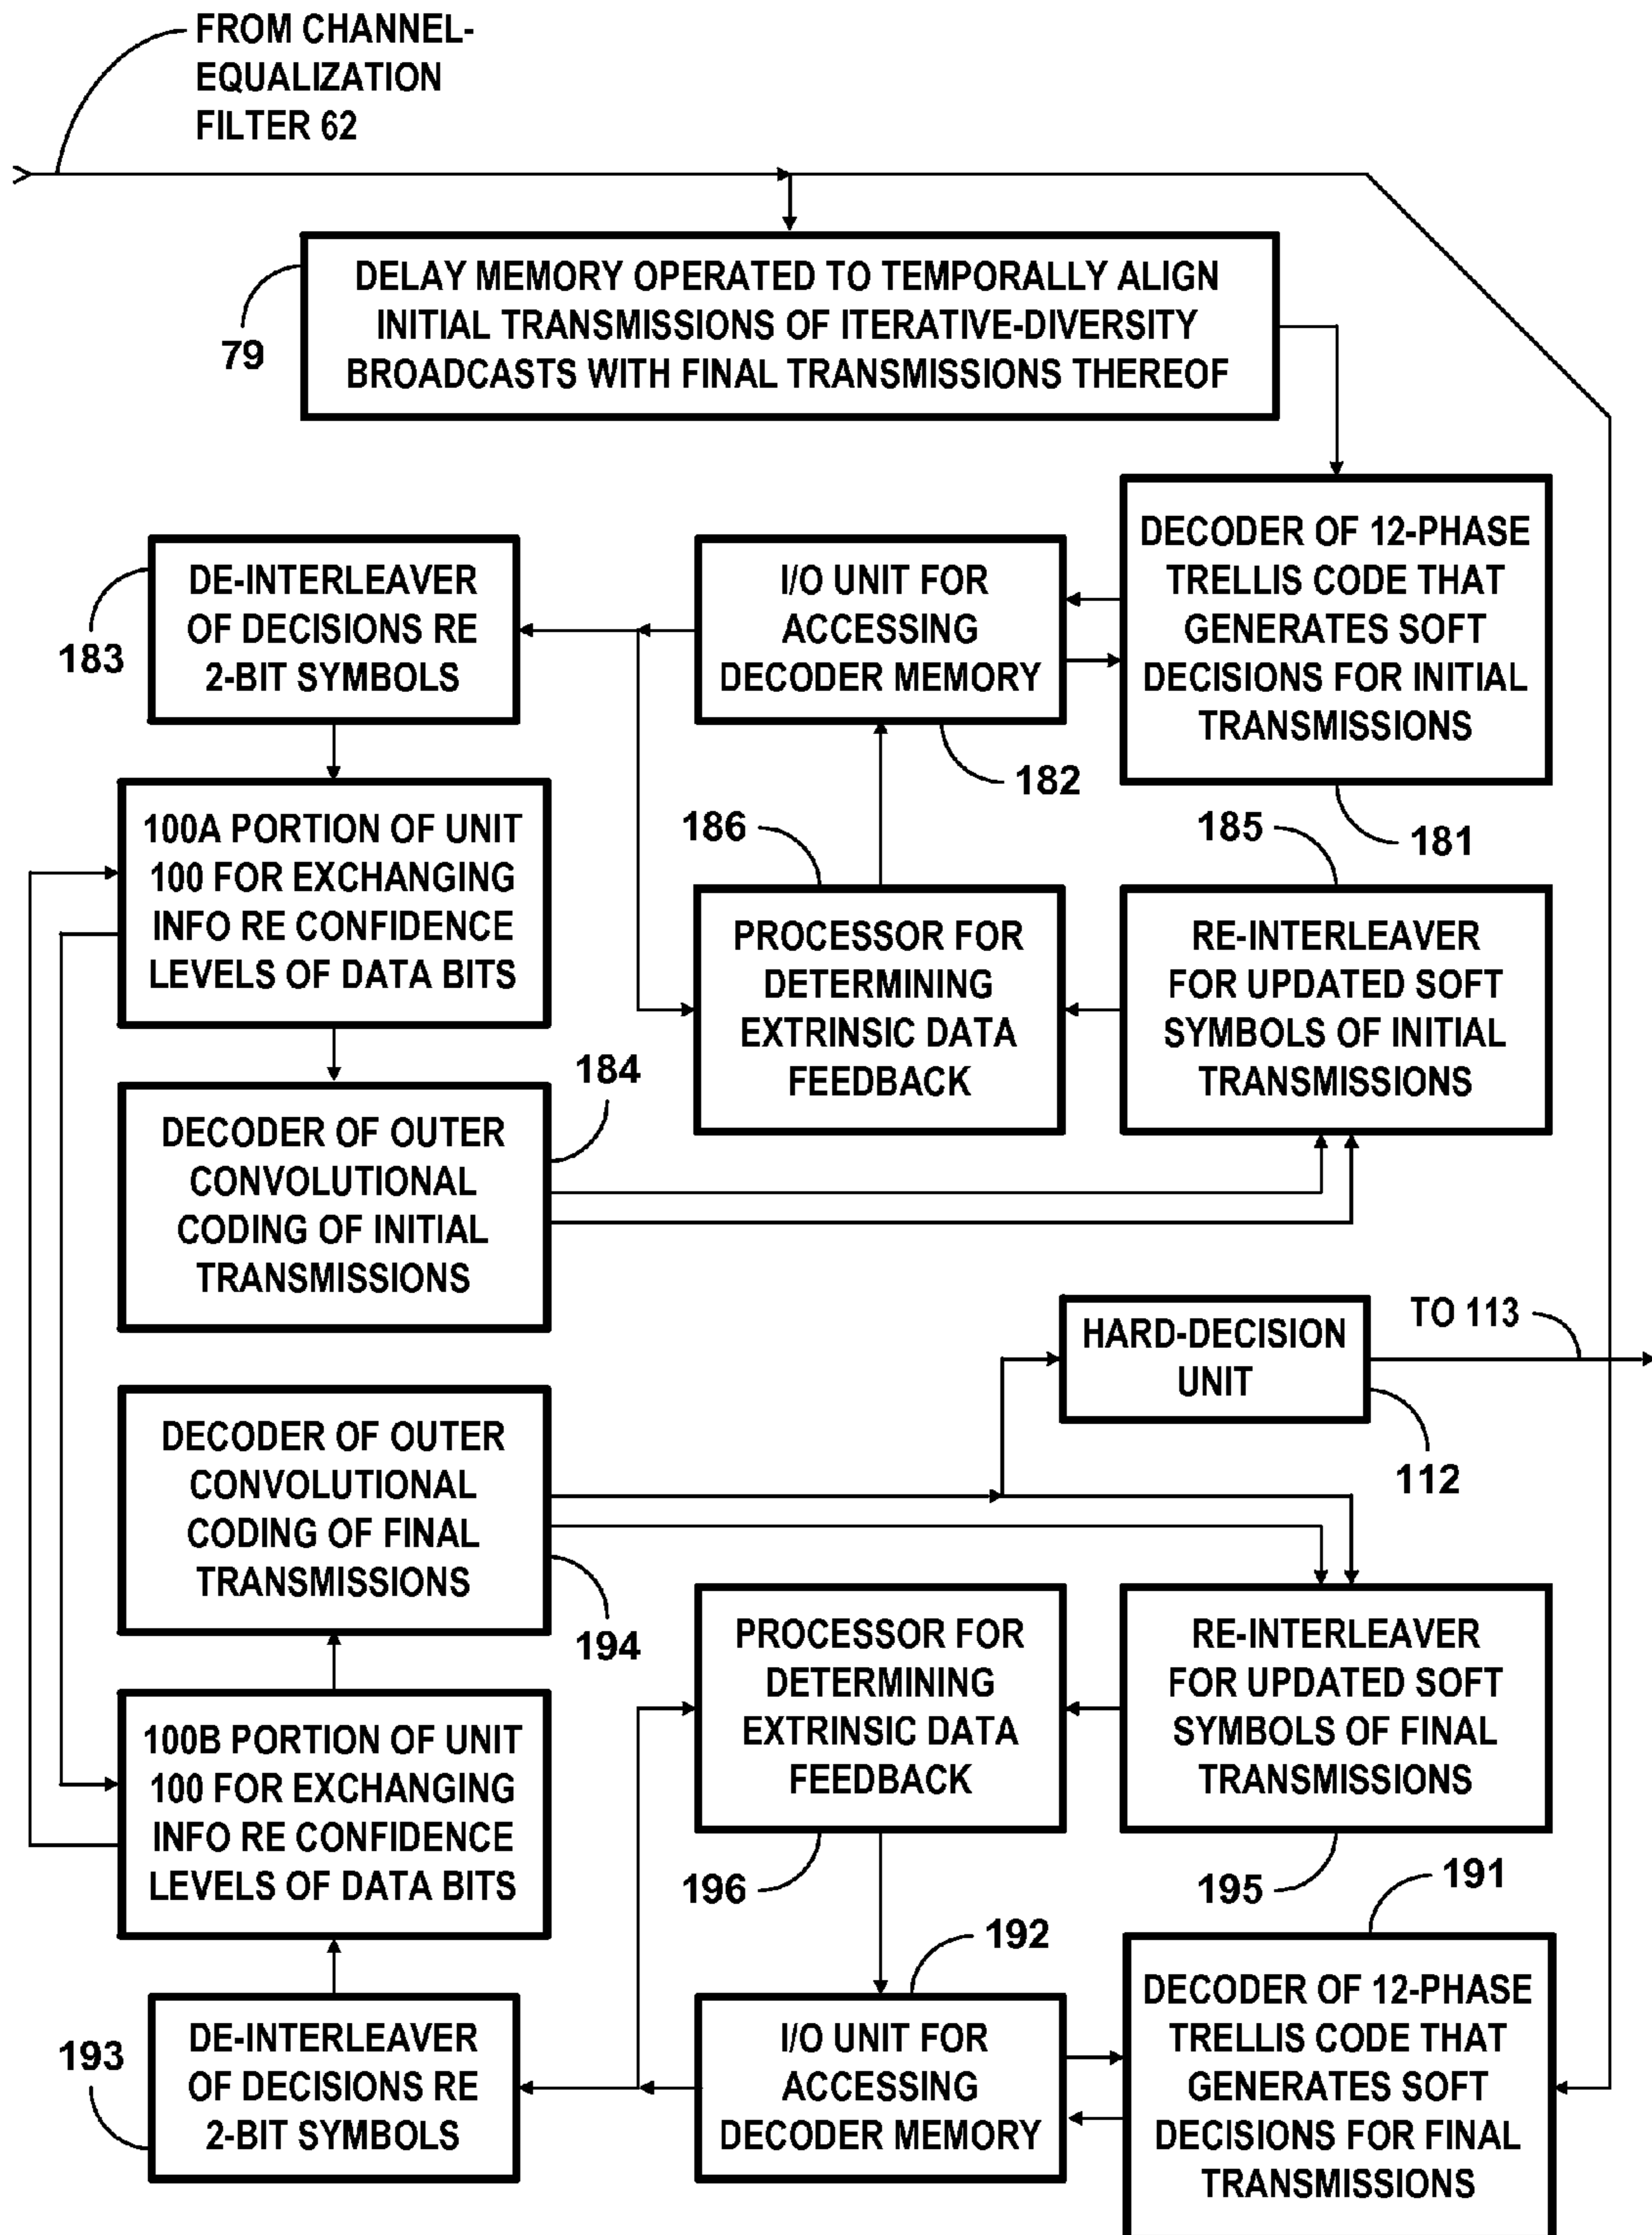 FROM CHANNEL-
EQUALIZATION
FILTER 62
DELAY MEMORY OPERATED TO TEMPORALLY ALIGN
INITIAL TRANSMISSIONS OF ITERATIVE-DIVERSITY
BROADCASTS WITH FINAL TRANSMISSIONS THEREOF
79
DECODER OF 12-PHASE
TRELLIS CODE THAT
GENERATES SOFT
DECISIONS FOR INITIAL
TRANSMISSIONS
181
I/O UNIT FOR
ACCESSING
DECODER MEMORY
182
DE-INTERLEAVER
OF DECISIONS RE
2-BIT SYMBOLS
183
100A PORTION OF UNIT
100 FOR EXCHANGING
INFO RE CONFIDENCE
LEVELS OF DATA BITS
186
PROCESSOR FOR
DETERMINING
EXTRINSIC DATA
FEEDBACK
185
RE-INTERLEAVER
FOR UPDATED SOFT
SYMBOLS OF INITIAL
TRANSMISSIONS
184
DECODER OF OUTER
CONVOLUTIONAL
CODING OF INITIAL
TRANSMISSIONS
HARD-DECISION
UNIT
TO 113
112
DECODER OF OUTER
CONVOLUTIONAL
CODING OF FINAL
TRANSMISSIONS
194
PROCESSOR FOR
DETERMINING
EXTRINSIC DATA
FEEDBACK
196
RE-INTERLEAVER
FOR UPDATED SOFT
SYMBOLS OF FINAL
TRANSMISSIONS
195
100B PORTION OF UNIT
100 FOR EXCHANGING
INFO RE CONFIDENCE
LEVELS OF DATA BITS
193
DE-INTERLEAVER
OF DECISIONS RE
2-BIT SYMBOLS
192
I/O UNIT FOR
ACCESSING
DECODER MEMORY
191
DECODER OF 12-PHASE
TRELLIS CODE THAT
GENERATES SOFT
DECISIONS FOR FINAL
TRANSMISSIONS